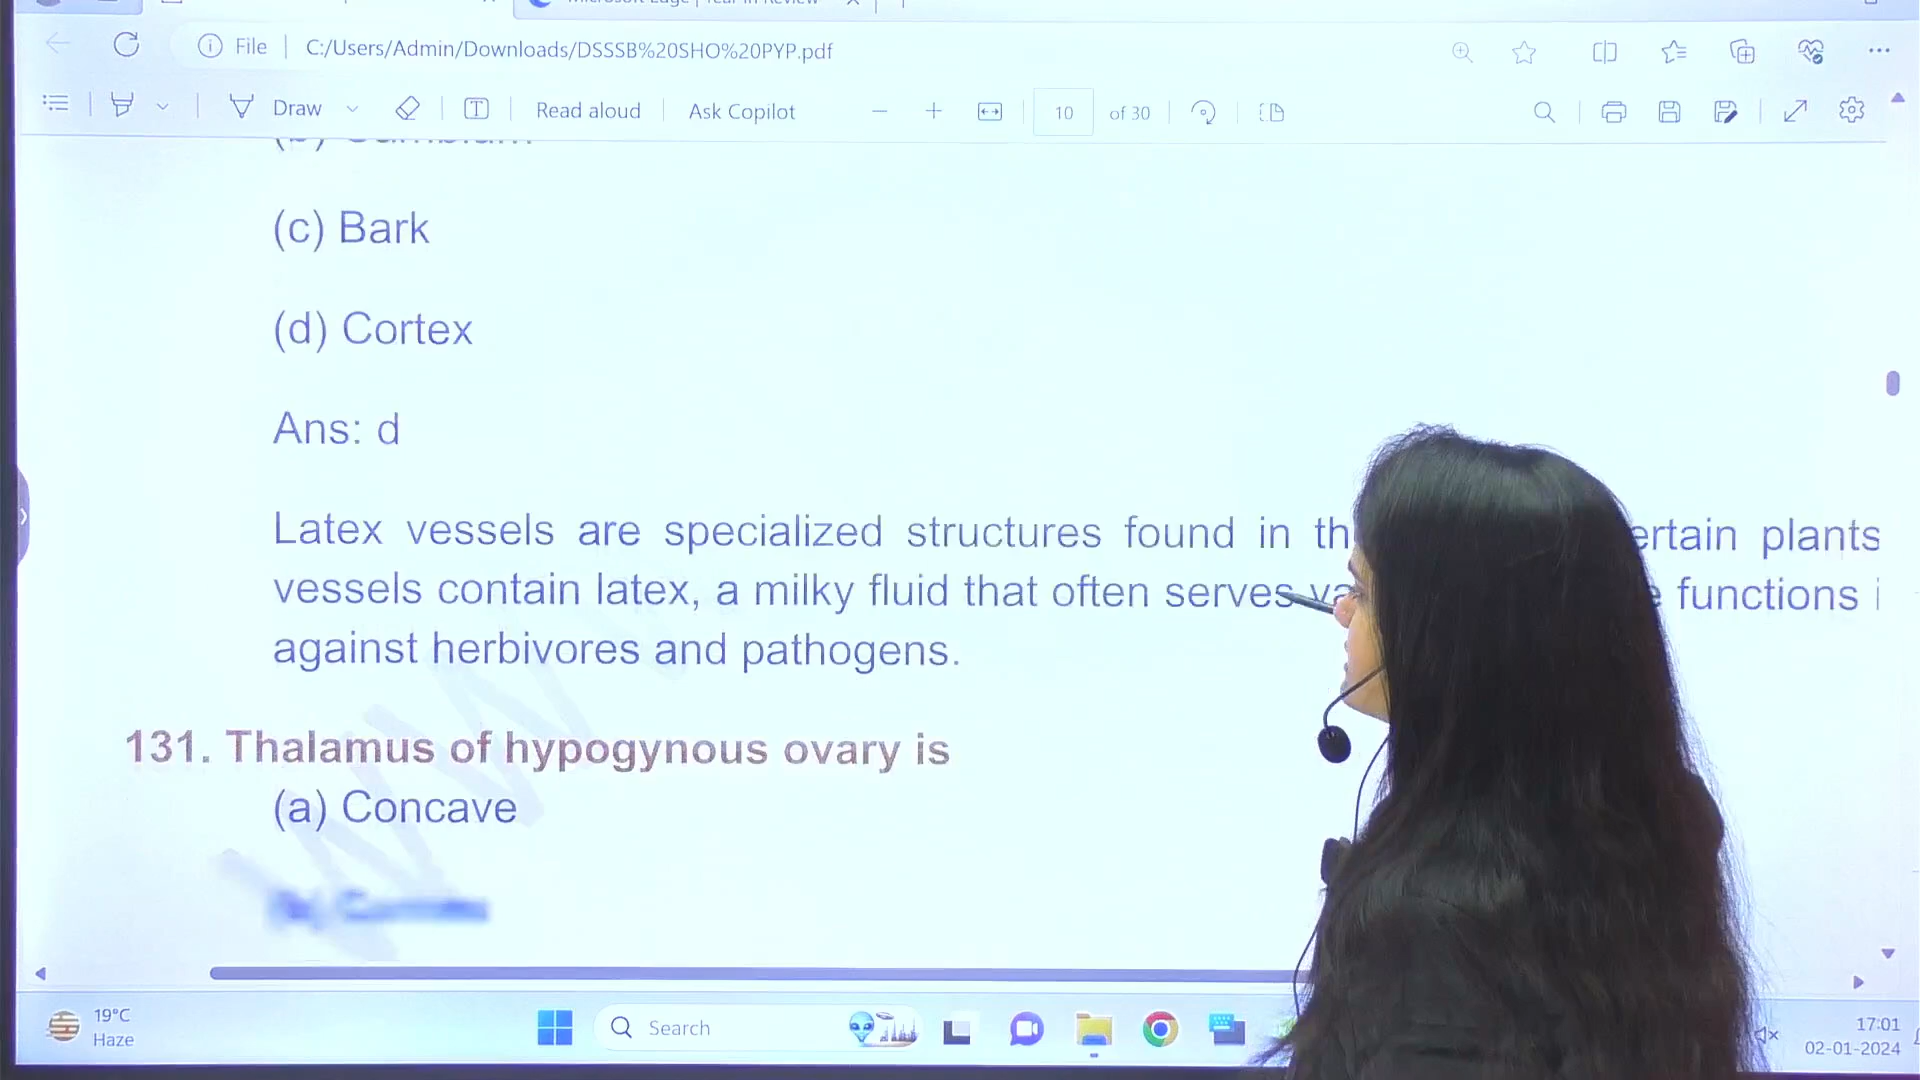 File C:/Users/Admin/Downloads/DSSSB%20SHO%20PYP.pdf
Draw Read aloud Ask Copilot 10 of 30
(c) Bark
(d) Cortex
Ans: d
Latex vessels are specialized structures found in plants
vessels contain latex, a milky fluid that often serves functions
against herbivores and pathogens.
131. Thalamus of hypogynous ovary is
(a) Concave
19°C
Haze
Search
17:01
02-01-2024